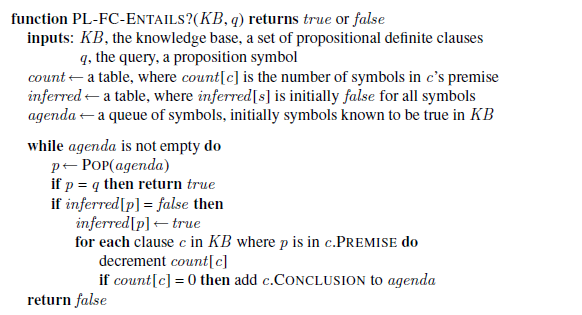 function PL-FC-ENTAILS?(KB, q) returns true or false
inputs: KB, the knowledge base, a set of propositional definite clauses
q, the query, a proposition symbol
count ← a table, where count[c] is the number of symbols in c's premise
inferred ← a table, where inferred[s] is initially false for all symbols
agenda ← a queue of symbols, initially symbols known to be true in KB
while agenda is not empty do
p ← POP(agenda)
if p = q then return true
if inferred[p] = false then
inferred[p] ← true
for each clause c in KB where p is in c.PREMISE do
decrement count[c]
if count[c] = 0 then add c.CONCLUSION to agenda
return false